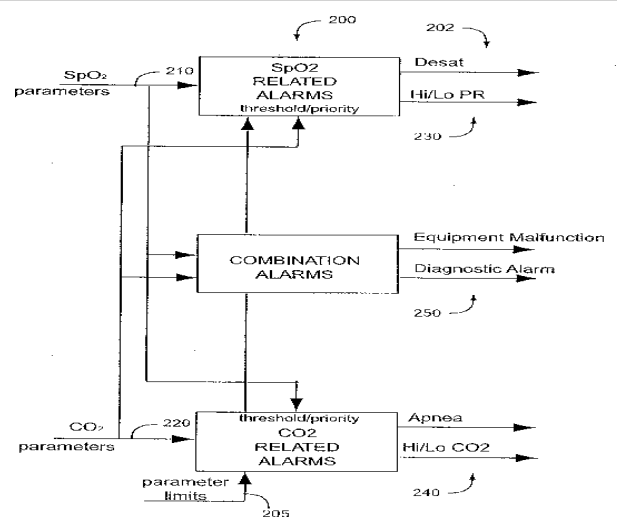 200
202
SpO₂
parameters
210
SpO2
RELATED
ALARMS
threshold/priority
Desat
Hi/Lo PR
230
COMBINATION
ALARMS
Equipment Malfunction
Diagnostic Alarm
250
CO₂
parameters
220
threshold/priority
CO2
RELATED
ALARMS
Apnea
Hi/Lo CO2
240
parameter
limits
205